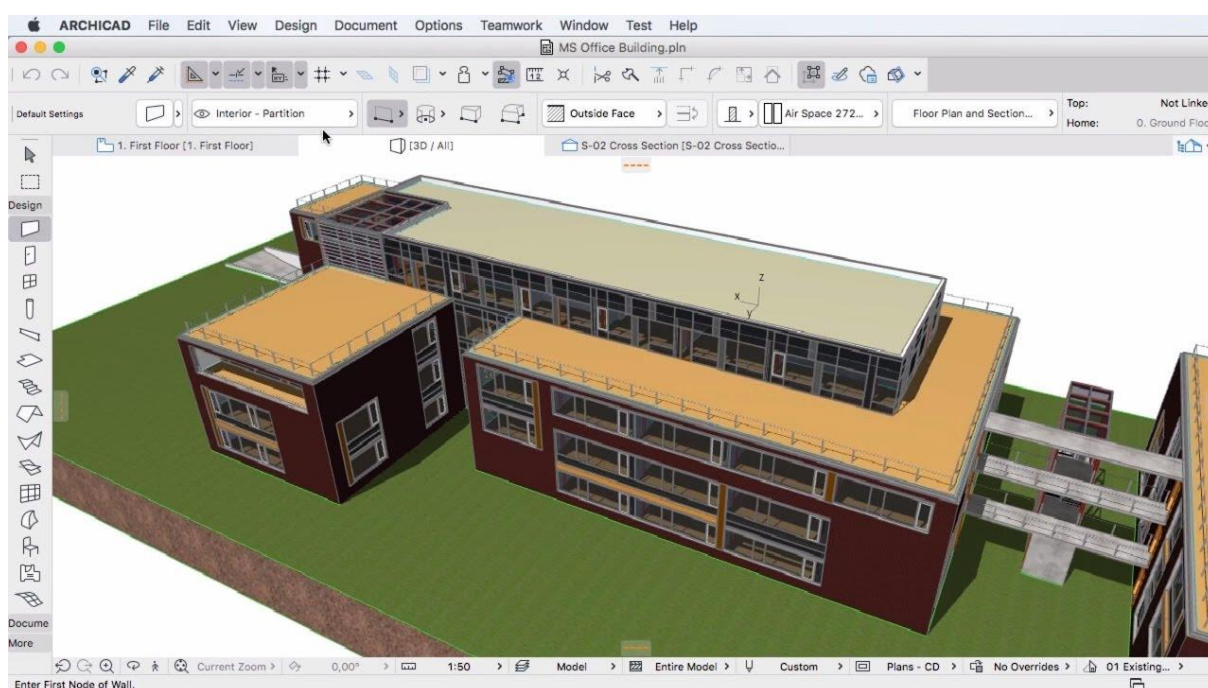 ARCHICAD File Edit View Design Document Options Teamwork Window Test Help
MS Office Building.pln
Default Settings
Interior - Partition
Outside Face
Air Space 272...
Floor Plan and Section...
Top: Not Linke
Home: 0. Ground Floo
1. First Floor [1. First Floor]
[3D / All]
S-02 Cross Section [S-02 Cross Sectio...
Design
Z
X
y
Docume
More
Current Zoom
0,00°
1:50
Model
Entire Model
Custom
Plans - CD
No Overrides
01 Existing...
Enter First Node of Wall.